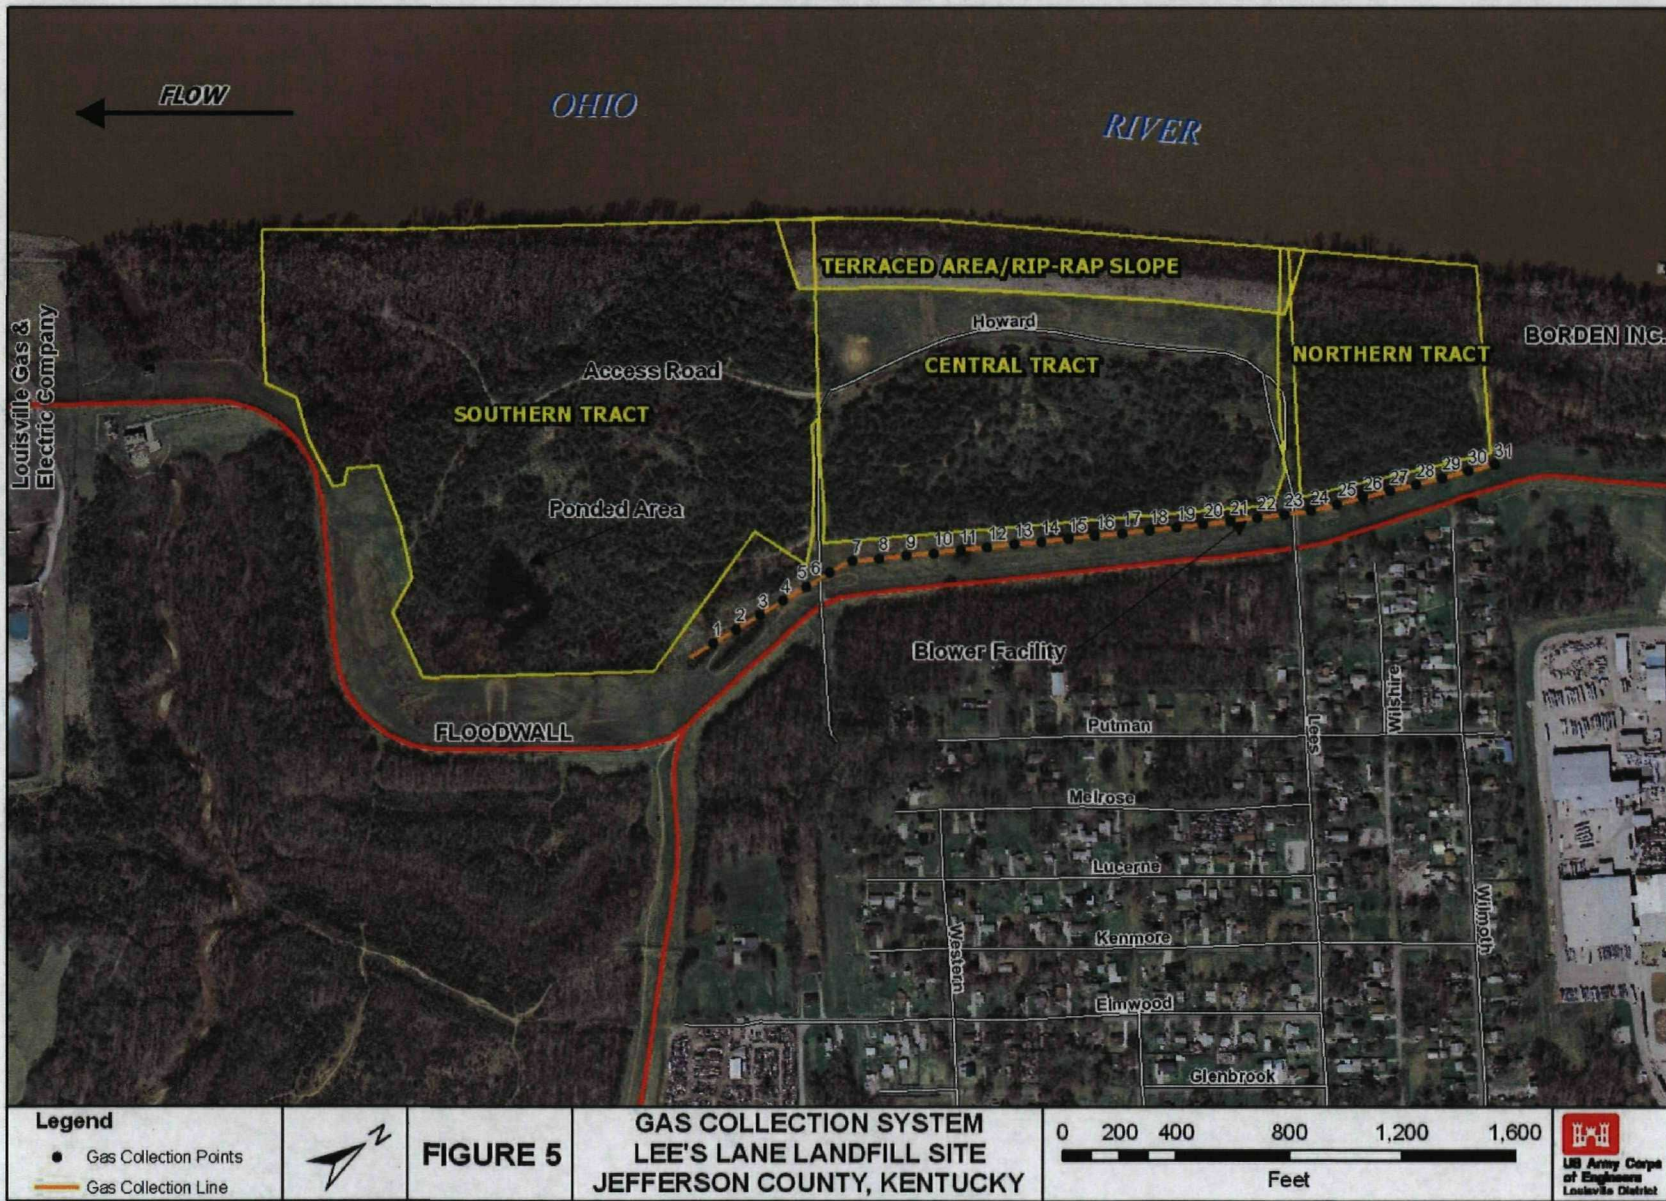 FLOW
OHIO
RIVER
TERRACED AREA/RIP-RAP SLOPE
Howard
BORDEN INC.
Louisville Gas &
Electric Company
Access Road
CENTRAL TRACT
NORTHERN TRACT
SOUTHERN TRACT
Ponded Area
1 2 3 4 5 6 7 8 9 10 11 12 13 14 15 16 17 18 19 20 21 22 23 24 25 26 27 28 29 30 31
Blower Facility
FLOODWALL
Putman
Lees
Wilshire
Melrose
Lucerne
Wilmoth
Western
Kenmore
Elmwood
Glenbrook
Legend
Gas Collection Points
Gas Collection Line
N
FIGURE 5
GAS COLLECTION SYSTEM
LEE'S LANE LANDFILL SITE
JEFFERSON COUNTY, KENTUCKY
0 200 400 800 1,200 1,600
Feet
US Army Corps
of Engineers
Louisville District